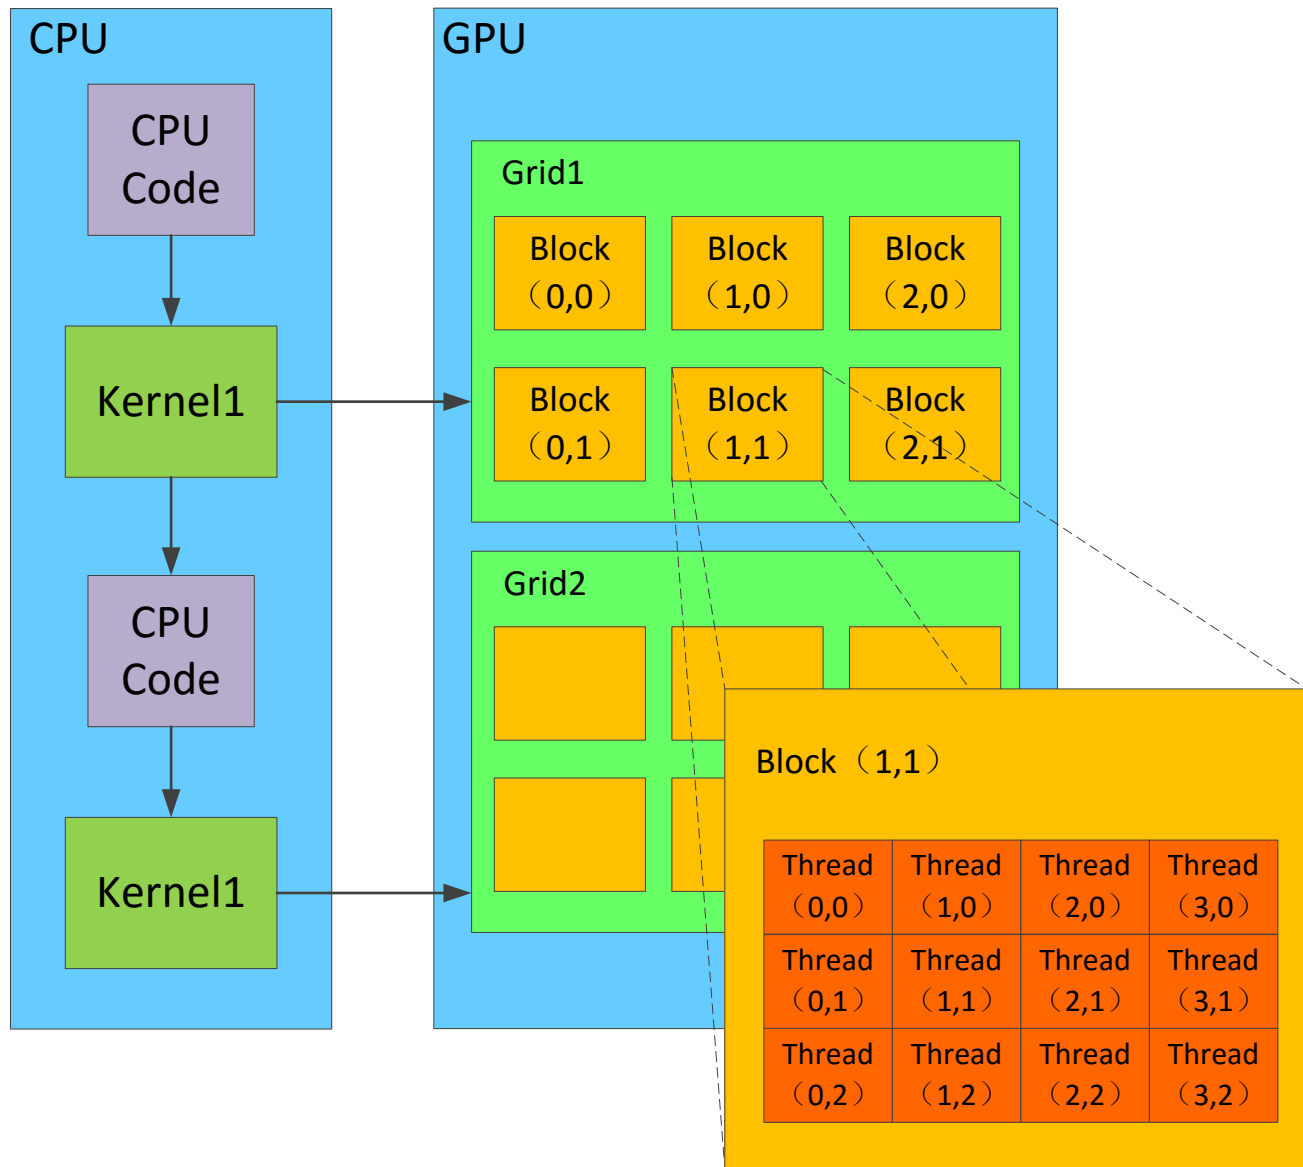 CPU
CPU
Code
Kernel1
CPU
Code
Kernel1
GPU
Grid1
Block
（0,0）
Block
（1,0）
Block
（2,0）
Block
（0,1）
Block
（1,1）
Block
（2,1）
Grid2
Block（1,1）
Thread
（0,0）
Thread
（1,0）
Thread
（2,0）
Thread
（3,0）
Thread
（0,1）
Thread
（1,1）
Thread
（2,1）
Thread
（3,1）
Thread
（0,2）
Thread
（1,2）
Thread
（2,2）
Thread
（3,2）